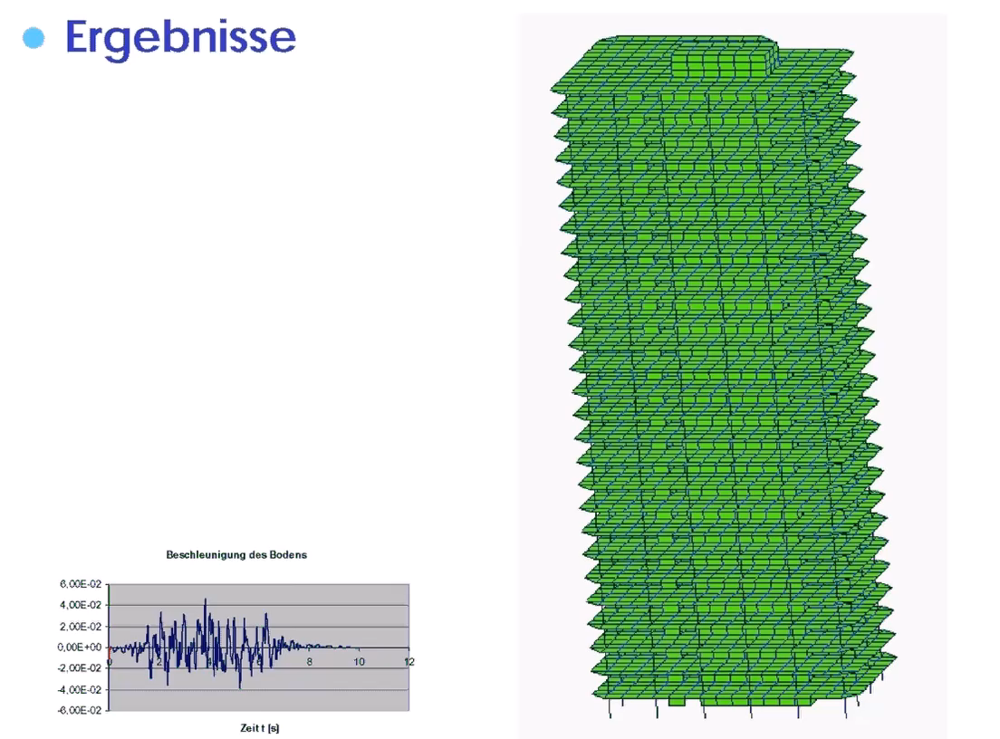 Ergebnisse
Beschleunigung des Bodens
6,00E-02
4,00E-02
2,00E-02
0,00E+00
-2,00E-02
-4,00E-02
-6,00E-02
0 2 4 6 8 10 12
Zeit t [s]